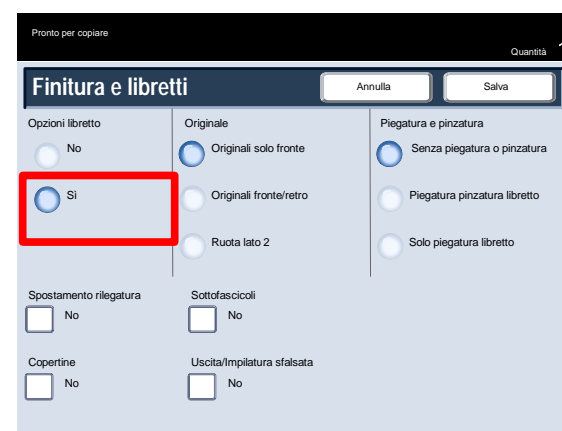 Pronto per copiare
Quantità
Finitura e libretti
Annulla
Salva
Opzioni libretto
No
Sì
Originale
Originali solo fronte
Originali fronte/retro
Ruota lato 2
Piegatura e pinzatura
Senza piegatura o pinzatura
Piegatura pinzatura libretto
Solo piegatura libretto
Spostamento rilegatura
No
Sottofascicoli
No
Copertine
No
Uscita/Impilatura sfalsata
No